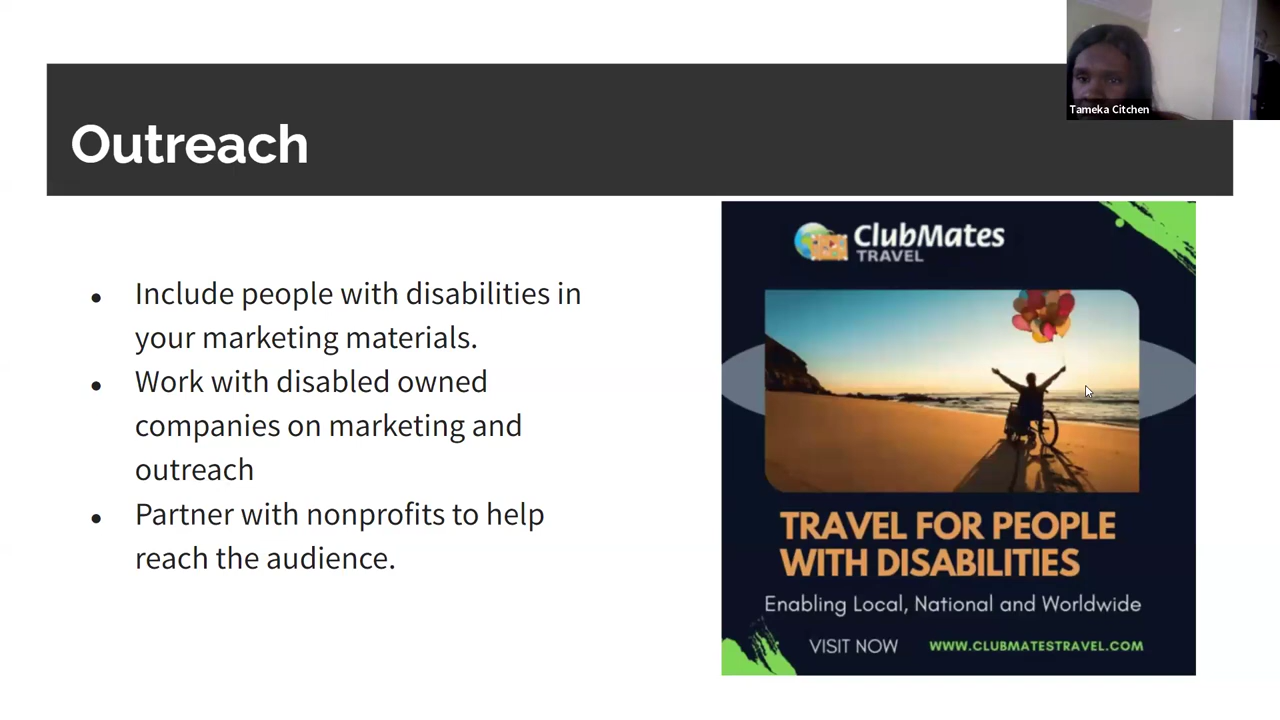 Tameka Citchen
Outreach
Include people with disabilities in
your marketing materials.
Work with disabled owned
companies on marketing and
outreach
Partner with nonprofits to help
reach the audience.
ClubMates
TRAVEL
TRAVEL FOR PEOPLE
WITH DISABILITIES
Enabling Local, National and Worldwide
VISIT NOW WWW.CLUBMATESTRAVEL.COM